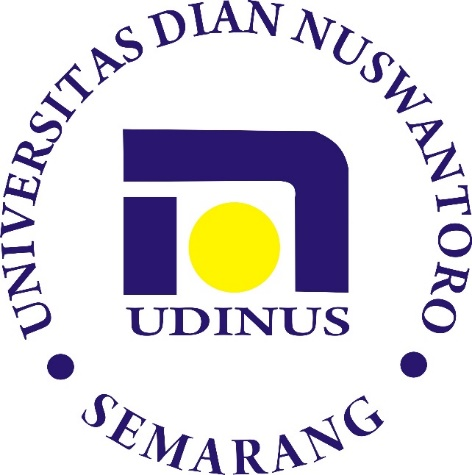 UNIVERSITAS DIAN NUSWANTORO
UDINUS
SEMARANG